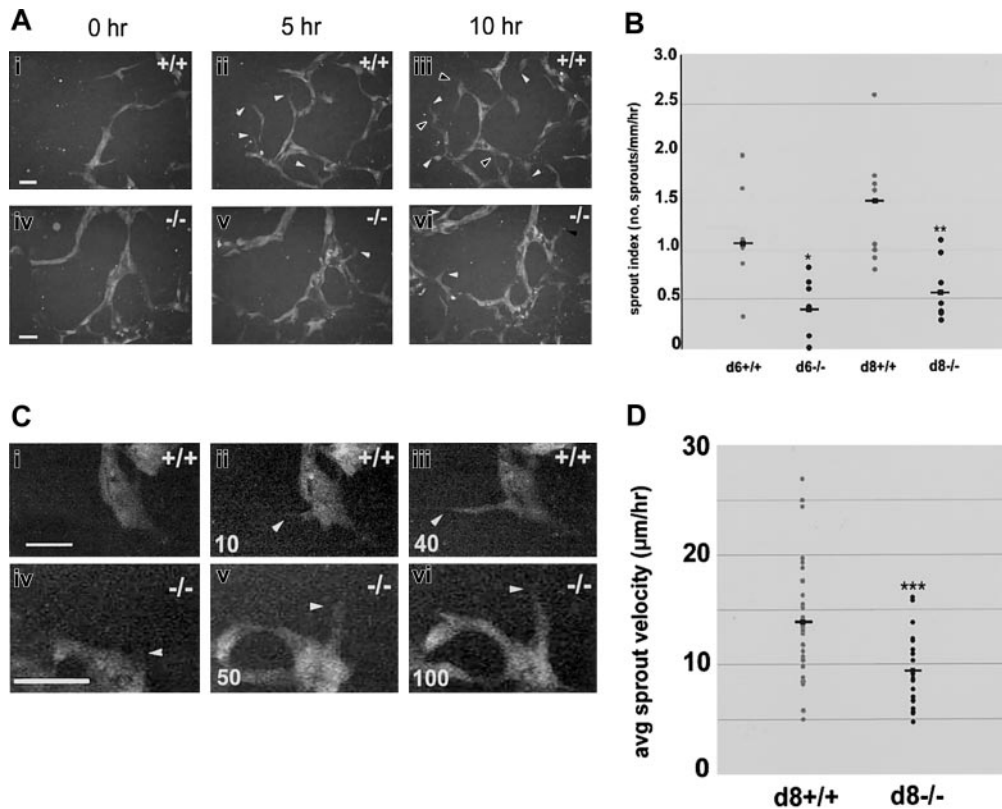 A
0 hr 5 hr 10 hr
i +/+ ii +/+ iii +/+
iv -/- v -/- vi -/-
B
sprout index (no. sprouts/mm/hr)
3.0
2.5
2.0
1.5
1.0
0.5
0
*
**
d6+/+ d6-/- d8+/+ d8-/-
C
i +/+ ii +/+ iii +/+
10 40
iv -/- v -/- vi -/-
50 100
D
avg sprout velocity (µm/hr)
30
20
10
0
***
d8+/+ d8-/-